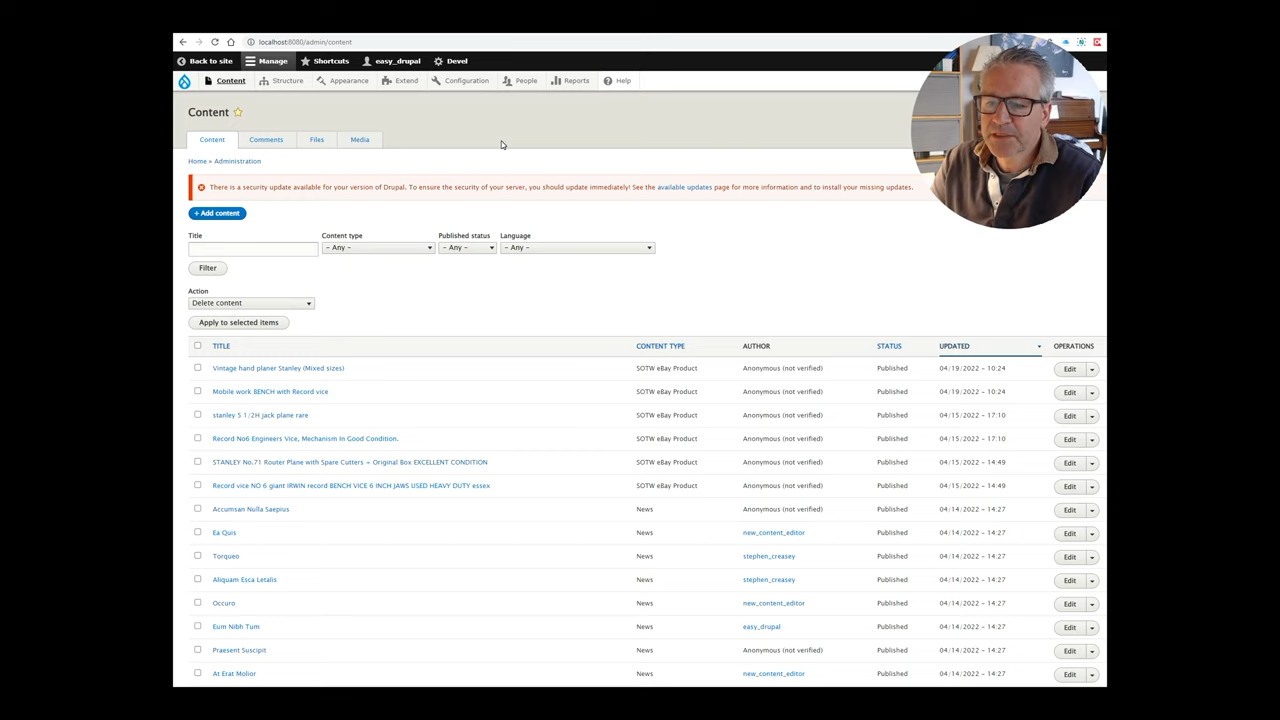 localhost:8080/admin/content
Back to site Manage Shortcuts easy_drupal Devel
Content Structure Appearance Extend Configuration People Reports Help
Content
Content Comments Files Media
Home » Administration
There is a security update available for your version of Drupal. To ensure the security of your server, you should update immediately! See the available updates page for more information and to install your missing updates.
+ Add content
Title Content type Published status Language
- Any - - Any - - Any -
Filter
Action
Delete content
Apply to selected items
TITLE CONTENT TYPE AUTHOR STATUS UPDATED OPERATIONS
Vintage hand planer Stanley (Mixed sizes) SOTW eBay Product Anonymous (not verified) Published 04/19/2022 - 10:24 Edit
Mobile work BENCH with Record vice SOTW eBay Product Anonymous (not verified) Published 04/19/2022 - 10:24 Edit
stanley 5 1/2H jack plane rare SOTW eBay Product Anonymous (not verified) Published 04/15/2022 - 17:10 Edit
Record No6 Engineers Vice, Mechanism In Good Condition. SOTW eBay Product Anonymous (not verified) Published 04/15/2022 - 17:10 Edit
STANLEY No.71 Router Plane with Spare Cutters + Original Box EXCELLENT CONDITION SOTW eBay Product Anonymous (not verified) Published 04/15/2022 - 14:49 Edit
Record vice NO 6 giant IRWIN record BENCH VICE 6 INCH JAWS USED HEAVY DUTY essex SOTW eBay Product Anonymous (not verified) Published 04/15/2022 - 14:49 Edit
Accumsan Nulla Saepius News Anonymous (not verified) Published 04/14/2022 - 14:27 Edit
Ea Quis News new_content_editor Published 04/14/2022 - 14:27 Edit
Torqueo News stephen_creasey Published 04/14/2022 - 14:27 Edit
Aliquam Esca Letalis News stephen_creasey Published 04/14/2022 - 14:27 Edit
Occuro News new_content_editor Published 04/14/2022 - 14:27 Edit
Eum Nibh Tum News easy_drupal Published 04/14/2022 - 14:27 Edit
Praesent Suscipit News Anonymous (not verified) Published 04/14/2022 - 14:27 Edit
At Erat Molior News new_content_editor Published 04/14/2022 - 14:27 Edit